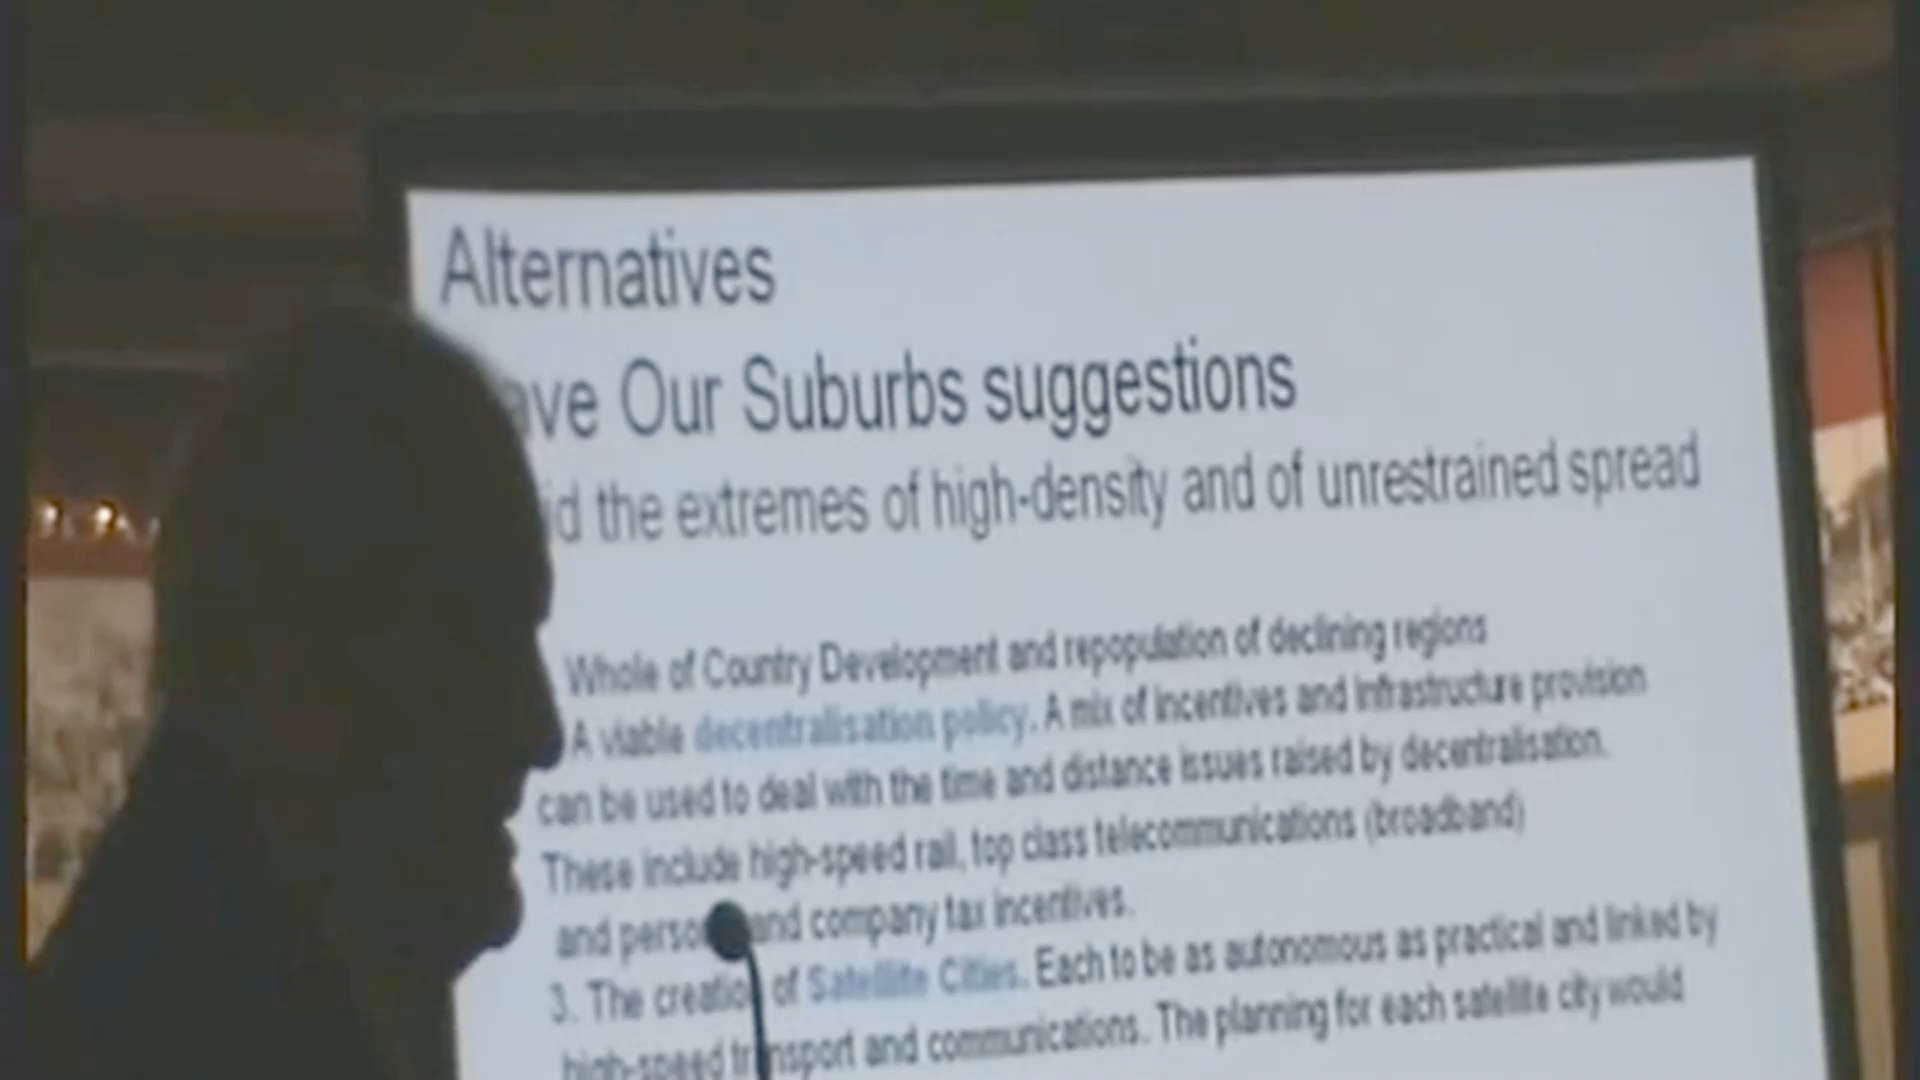 Alternatives
ave Our Suburbs suggestions
id the extremes of high-density and of unrestrained spread
Whole of Country Development and repopulation of declining regions
A viable decentralisation policy. A mix of incentives and infrastructure provision
can be used to deal with the time and distance issues raised by decentralisation.
These include high-speed rail, top class telecommunications (broadband)
and perso and company tax incentives.
3. The creation of Satellite Cities. Each to be as autonomous as practical and linked by
high-speed transport and communications. The planning for each satellite city would